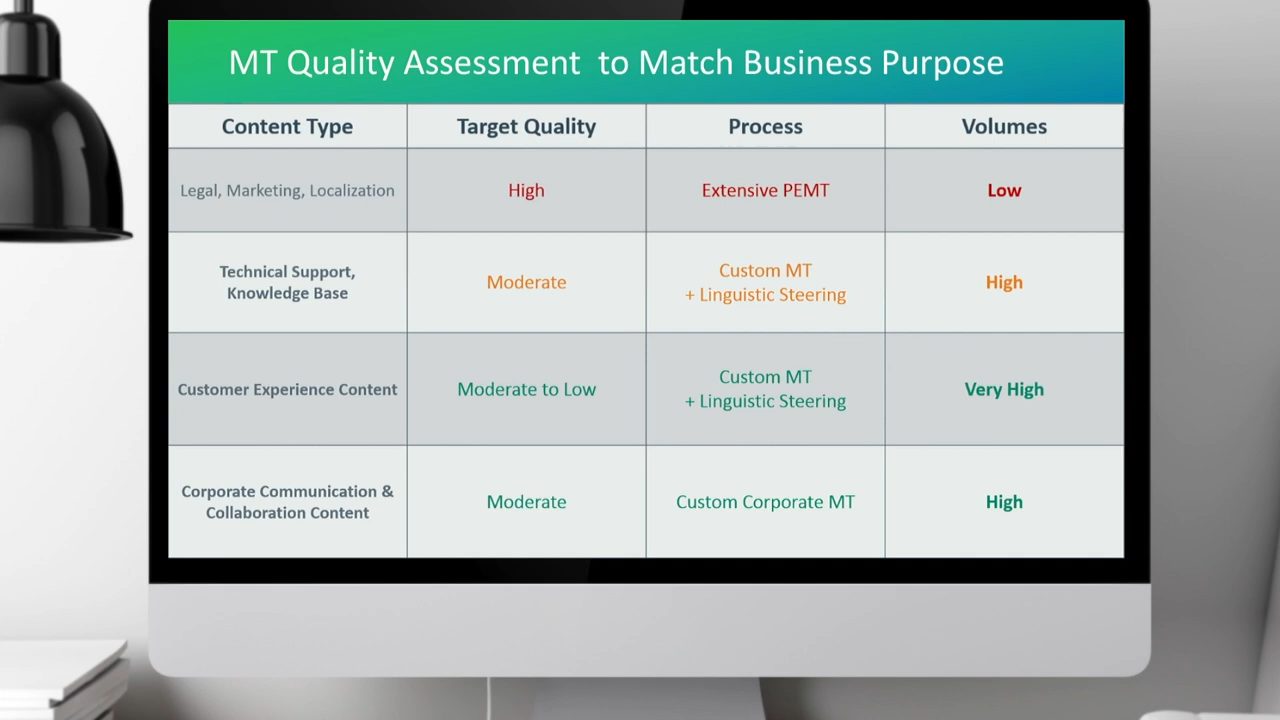 MT Quality Assessment to Match Business Purpose
Content Type
Target Quality
Process
Volumes
Legal, Marketing, Localization
High
Extensive PEMT
Low
Technical Support,
Knowledge Base
Moderate
Custom MT
+ Linguistic Steering
High
Customer Experience Content
Moderate to Low
Custom MT
+ Linguistic Steering
Very High
Corporate Communication &
Collaboration Content
Moderate
Custom Corporate MT
High